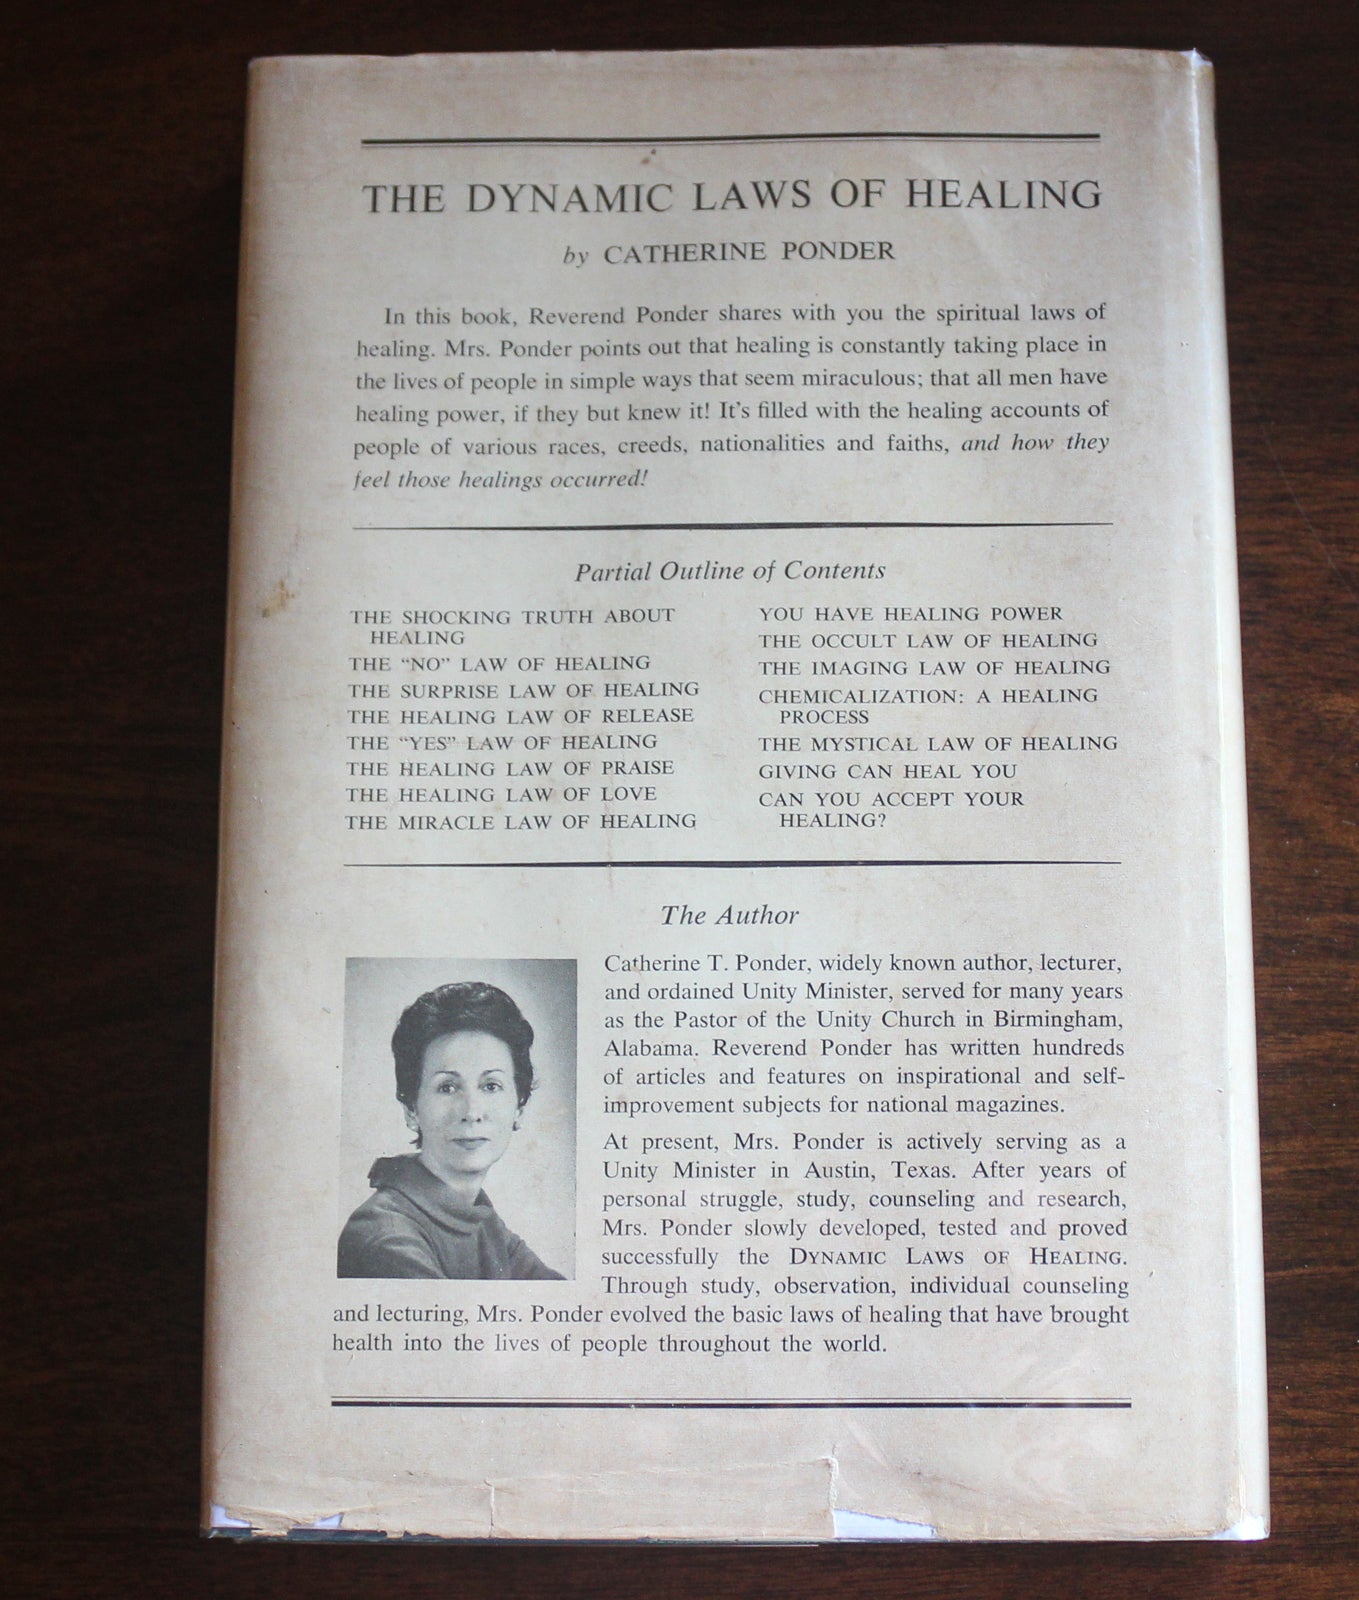 THE DYNAMIC LAWS OF HEALING
by CATHERINE PONDER
In this book, Reverend Ponder shares with you the spiritual laws of
healing. Mrs. Ponder points out that healing is constantly taking place in
the lives of people in simple ways that seem miraculous; that all men have
healing power, if they but knew it! It's filled with the healing accounts of
people of various races, creeds, nationalities and faiths, and how they
feel those healings occurred!
Partial Outline of Contents
THE SHOCKING TRUTH ABOUT
HEALING
THE “NO” LAW OF HEALING
THE SURPRISE LAW OF HEALING
THE HEALING LAW OF RELEASE
THE “YES” LAW OF HEALING
THE HEALING LAW OF PRAISE
THE HEALING LAW OF LOVE
THE MIRACLE LAW OF HEALING
YOU HAVE HEALING POWER
THE OCCULT LAW OF HEALING
THE IMAGING LAW OF HEALING
CHEMICALIZATION: A HEALING
PROCESS
THE MYSTICAL LAW OF HEALING
GIVING CAN HEAL YOU
CAN YOU ACCEPT YOUR
HEALING?
The Author
Catherine T. Ponder, widely known author, lecturer,
and ordained Unity Minister, served for many years
as the Pastor of the Unity Church in Birmingham,
Alabama. Reverend Ponder has written hundreds
of articles and features on inspirational and self-
improvement subjects for national magazines.
At present, Mrs. Ponder is actively serving as a
Unity Minister in Austin, Texas. After years of
personal struggle, study, counseling and research,
Mrs. Ponder slowly developed, tested and proved
successfully the DYNAMIC LAWS OF HEALING.
Through study, observation, individual counseling
and lecturing, Mrs. Ponder evolved the basic laws of healing that have brought
health into the lives of people throughout the world.